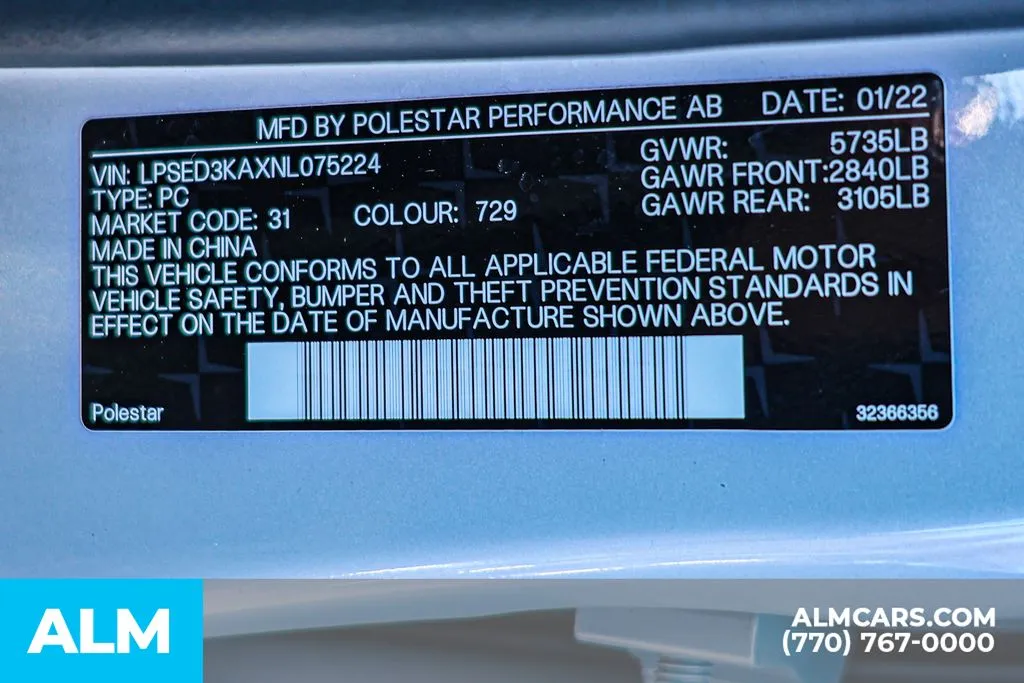 MFD BY POLESTAR PERFORMANCE AB DATE: 01/22
VIN: LPSED3KAXNL075224 GVWR: 5735LB
TYPE: PC GAWR FRONT:2840LB
MARKET CODE: 31 COLOUR: 729 GAWR REAR: 3105LB
MADE IN CHINA
THIS VEHICLE CONFORMS TO ALL APPLICABLE FEDERAL MOTOR
VEHICLE SAFETY, BUMPER AND THEFT PREVENTION STANDARDS IN
EFFECT ON THE DATE OF MANUFACTURE SHOWN ABOVE.
Polestar 32366356
ALM
ALMCARS.COM
(770) 767-0000